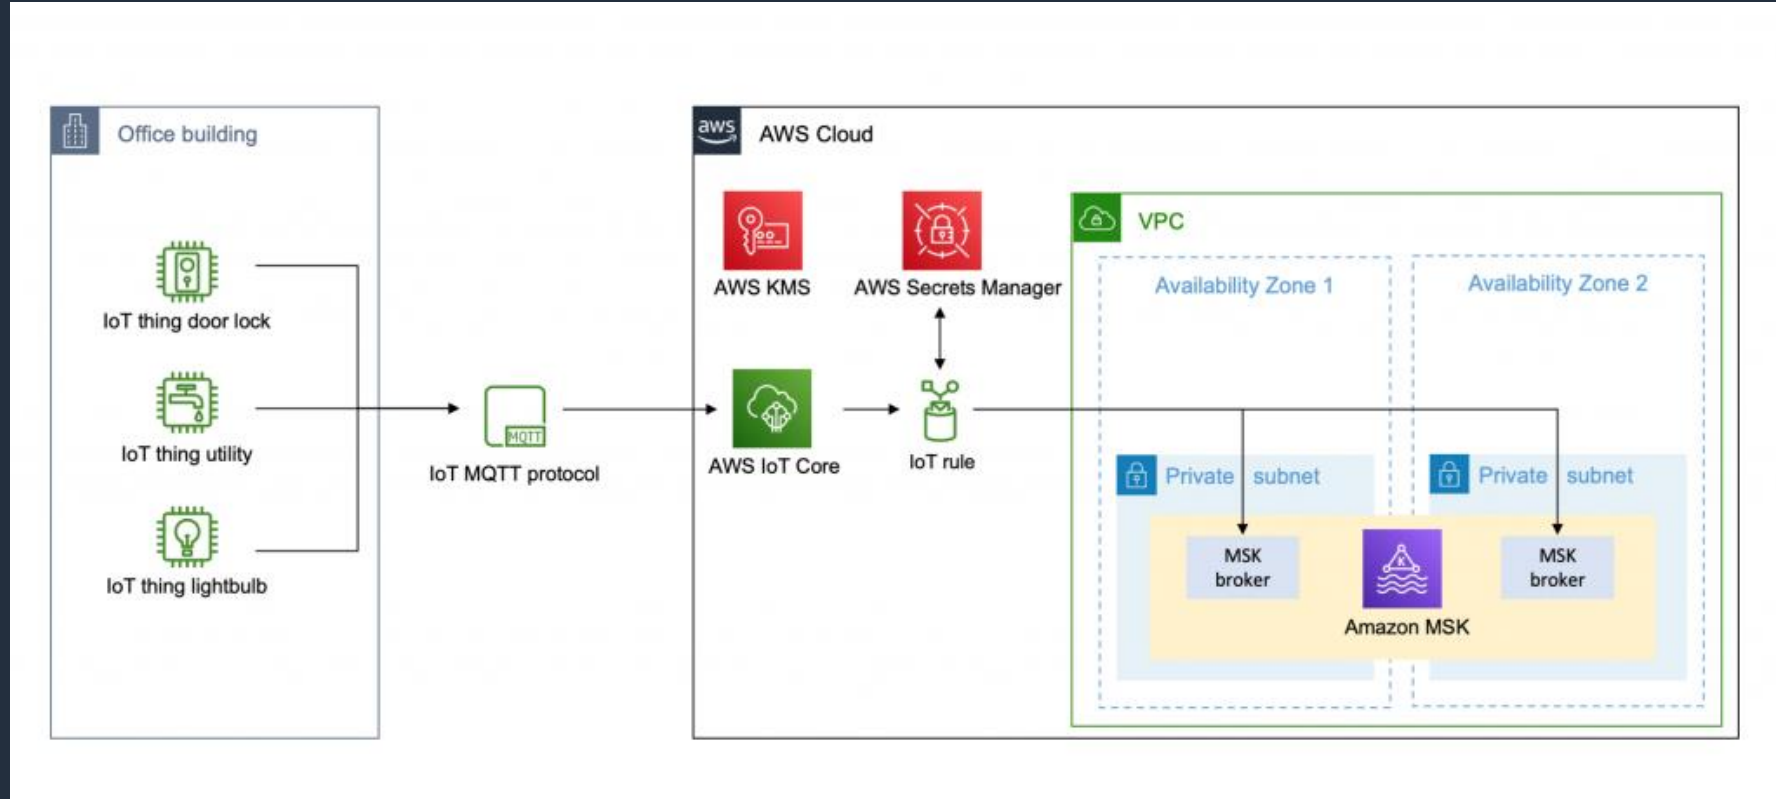 Office building
IoT thing door lock
IoT thing utility
IoT thing lightbulb
MQTT
IoT MQTT protocol
aws
AWS Cloud
AWS KMS
AWS Secrets Manager
AWS IoT Core
IoT rule
VPC
Availability Zone 1
Availability Zone 2
Private subnet
Private subnet
MSK
broker
K
Amazon MSK
MSK
broker